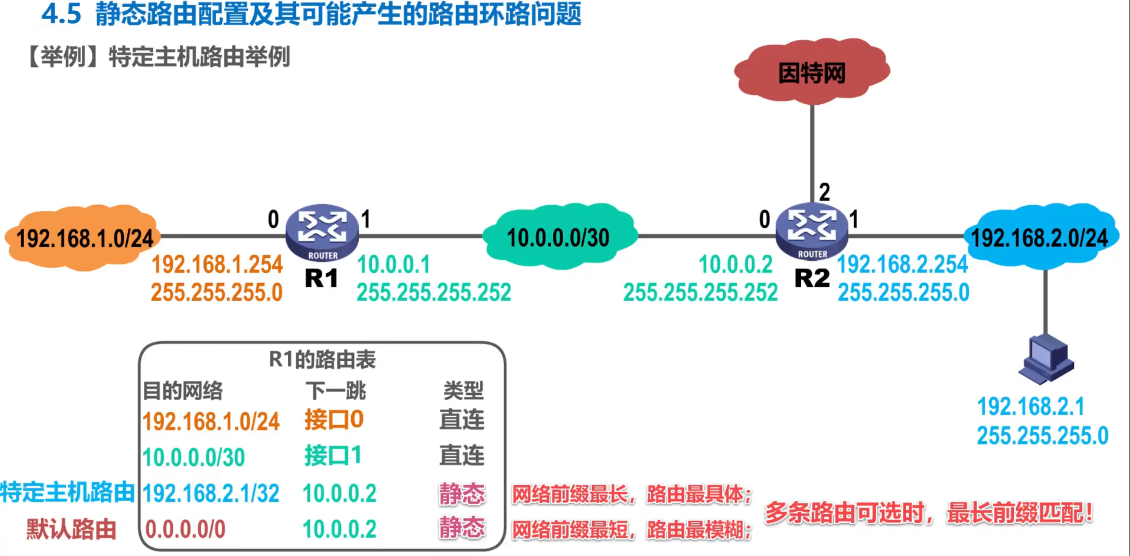 4.5 静态路由配置及其可能产生的路由环路问题
【举例】特定主机路由举例
因特网
2
0
1
0
1
192.168.1.0/24
10.0.0.0/30
192.168.2.0/24
ROUTER
ROUTER
R1
R2
192.168.1.254
255.255.255.0
10.0.0.1
255.255.255.252
10.0.0.2
255.255.255.252
192.168.2.254
255.255.255.0
192.168.2.1
255.255.255.0
R1的路由表
目的网络 下一跳 类型
192.168.1.0/24 接口0 直连
10.0.0.0/30 接口1 直连
特定主机路由 192.168.2.1/32 10.0.0.2 静态 网络前缀最长，路由最具体；
默认路由 0.0.0.0/0 10.0.0.2 静态 网络前缀最短，路由最模糊；
多条路由可选时，最长前缀匹配！